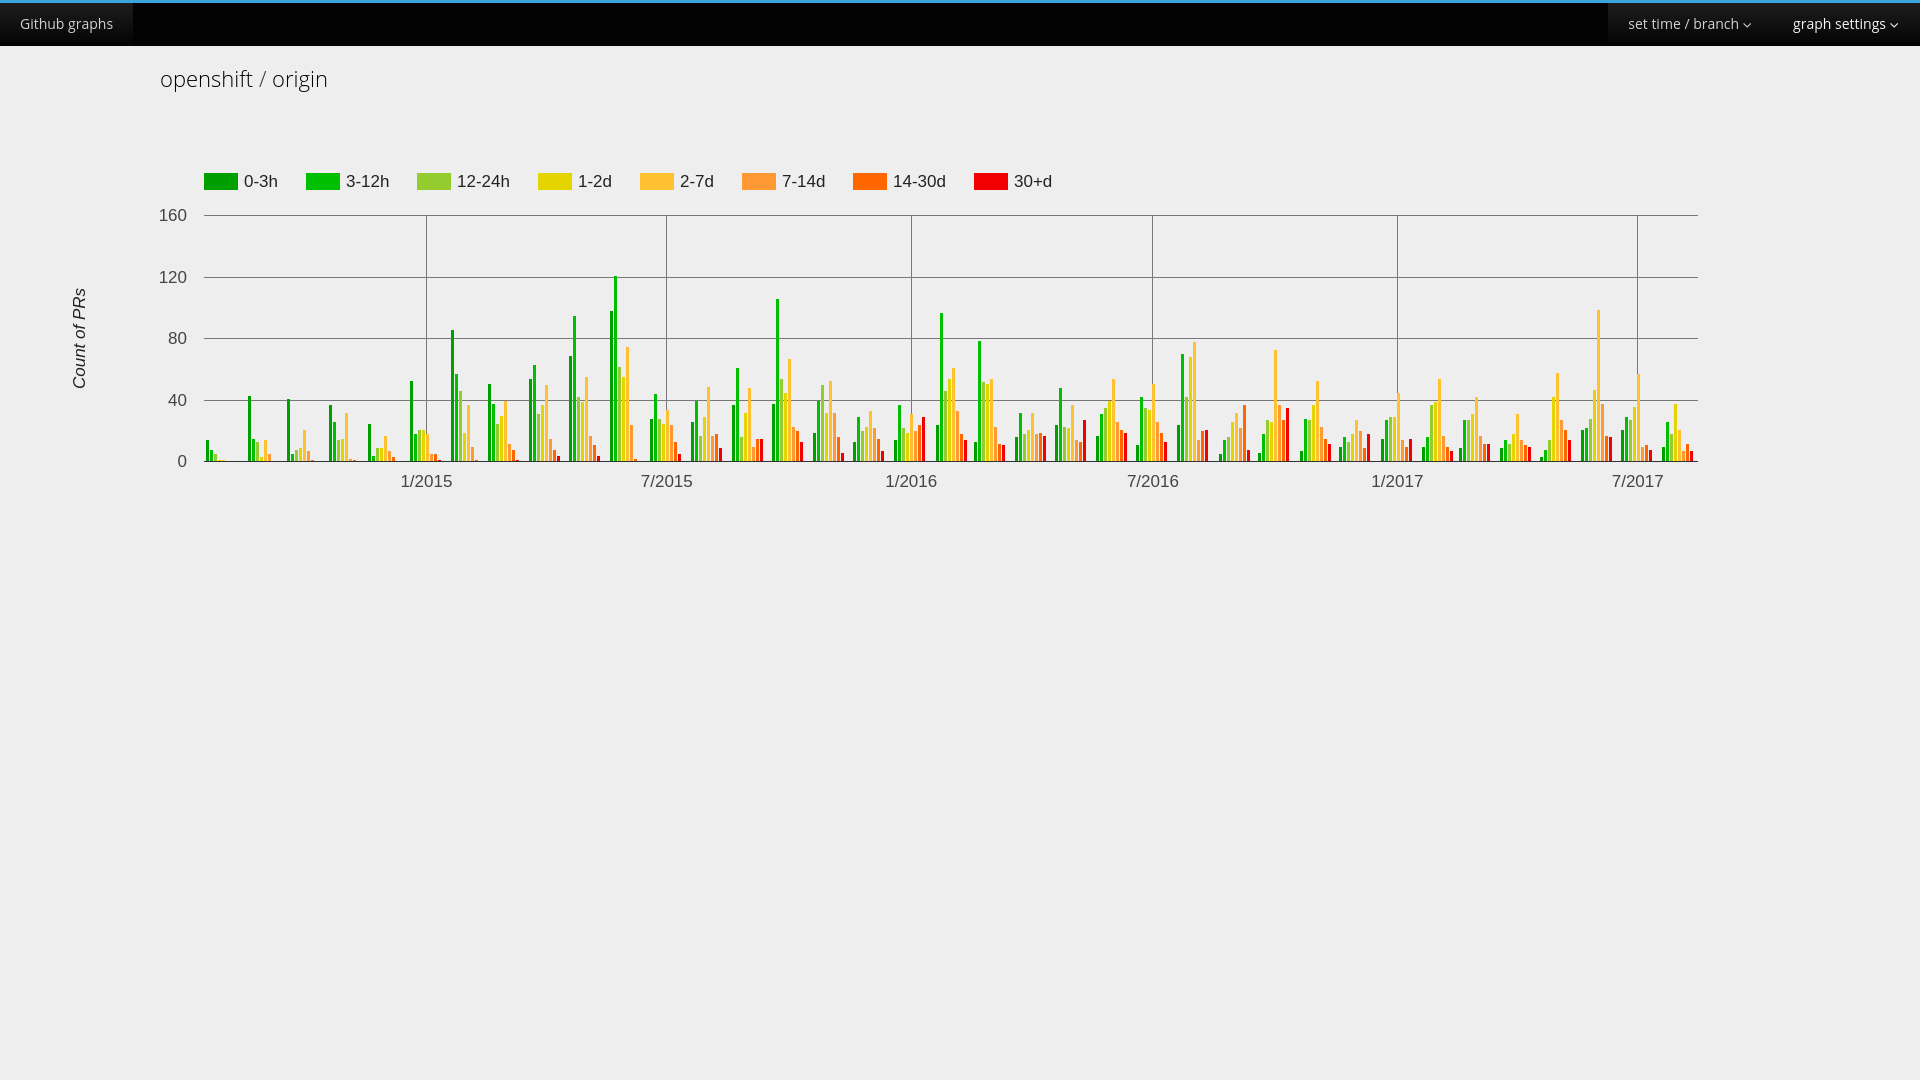 Github graphs
set time / branch
graph settings
openshift / origin
0-3h
3-12h
12-24h
1-2d
2-7d
7-14d
14-30d
30+d
160
120
80
40
0
Count of PRs
1/2015
7/2015
1/2016
7/2016
1/2017
7/2017